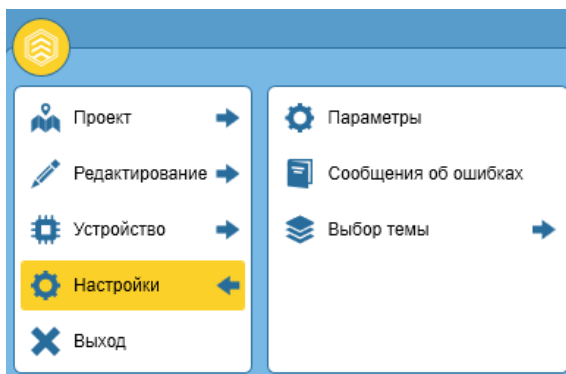 Проект
Редактирование
Устройство
Настройки
Выход
Параметры
Сообщения об ошибках
Выбор темы